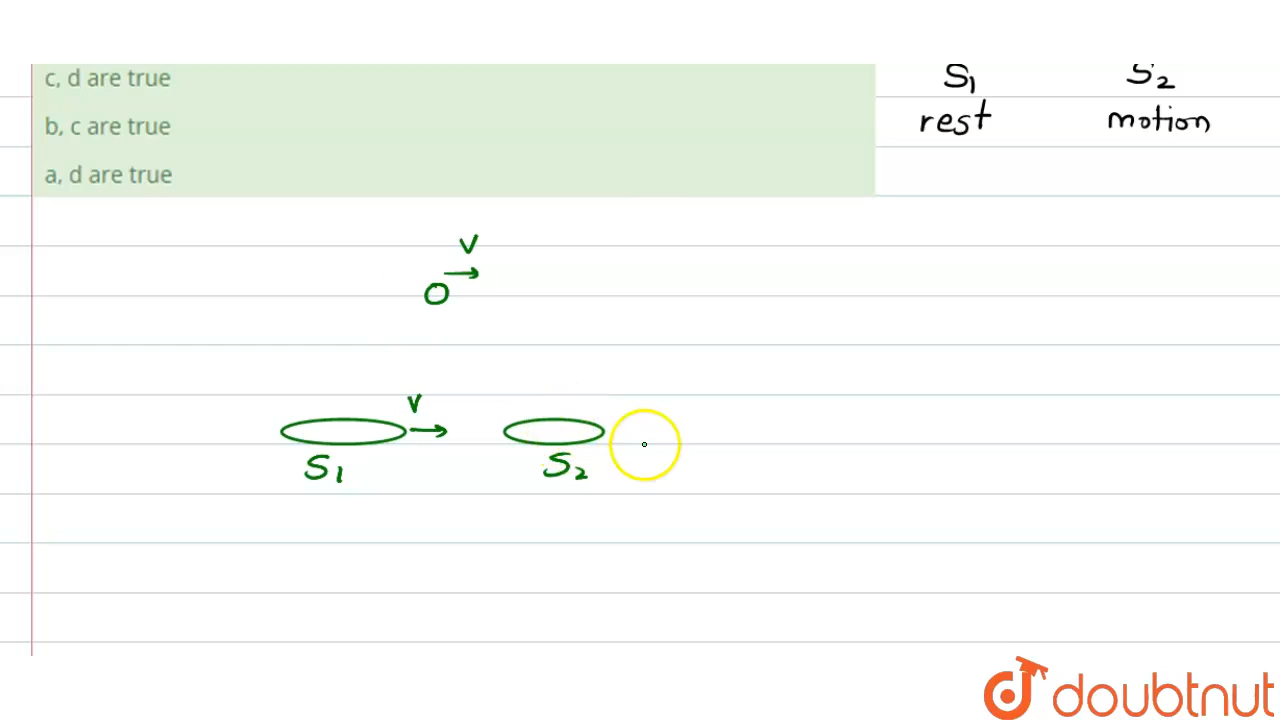 c, d are true
b, c are true
a, d are true
S1 S2
rest motion
V
O
V
S1 S2
doubtnut